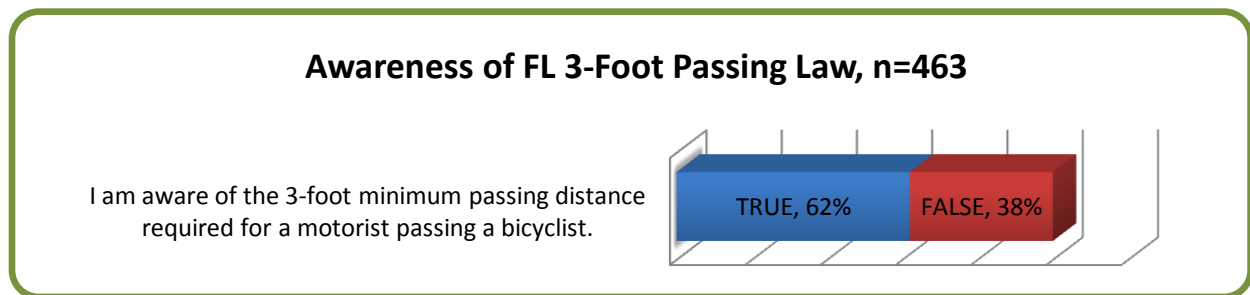 Awareness of FL 3-Foot Passing Law, n=463
I am aware of the 3-foot minimum passing distance
required for a motorist passing a bicyclist.
TRUE, 62%
FALSE, 38%